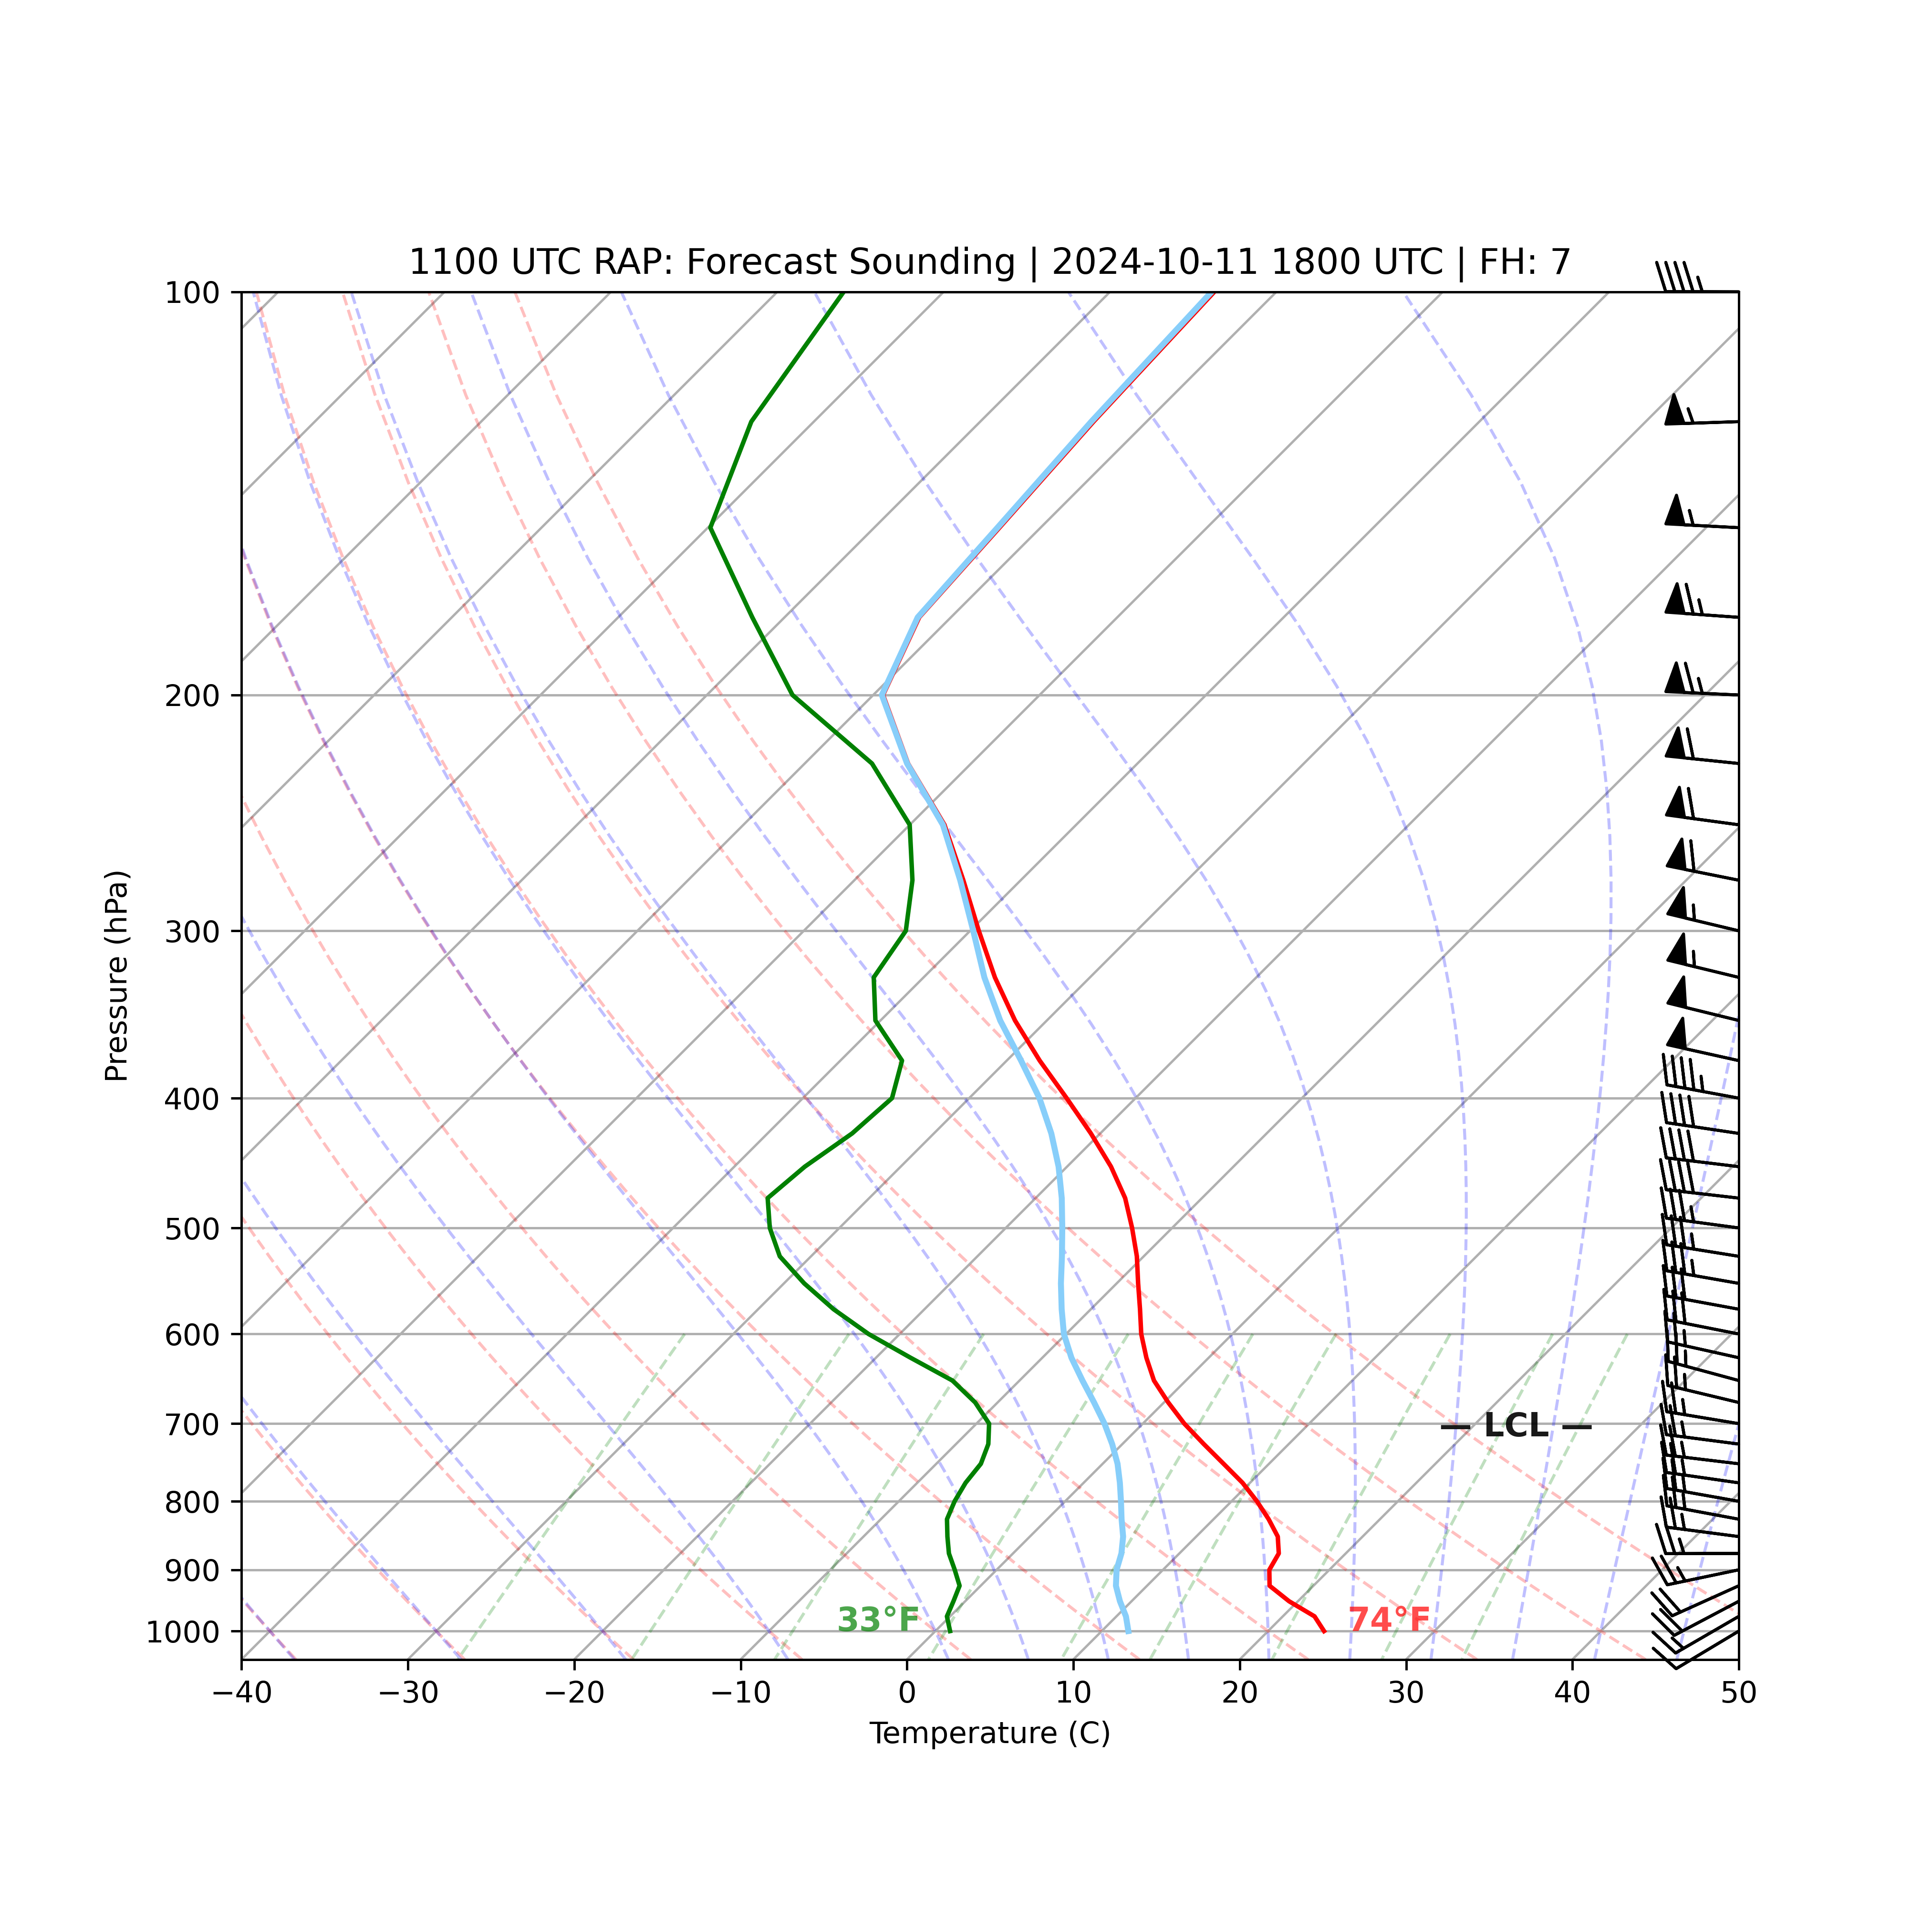 1100 UTC RAP: Forecast Sounding | 2024-10-11 1800 UTC | FH: 7
100
200
300
400
500
600
700
800
900
1000
Pressure (hPa)
— LCL —
33°F
74°F
−40 −30 −20 −10 0 10 20 30 40 50
Temperature (C)